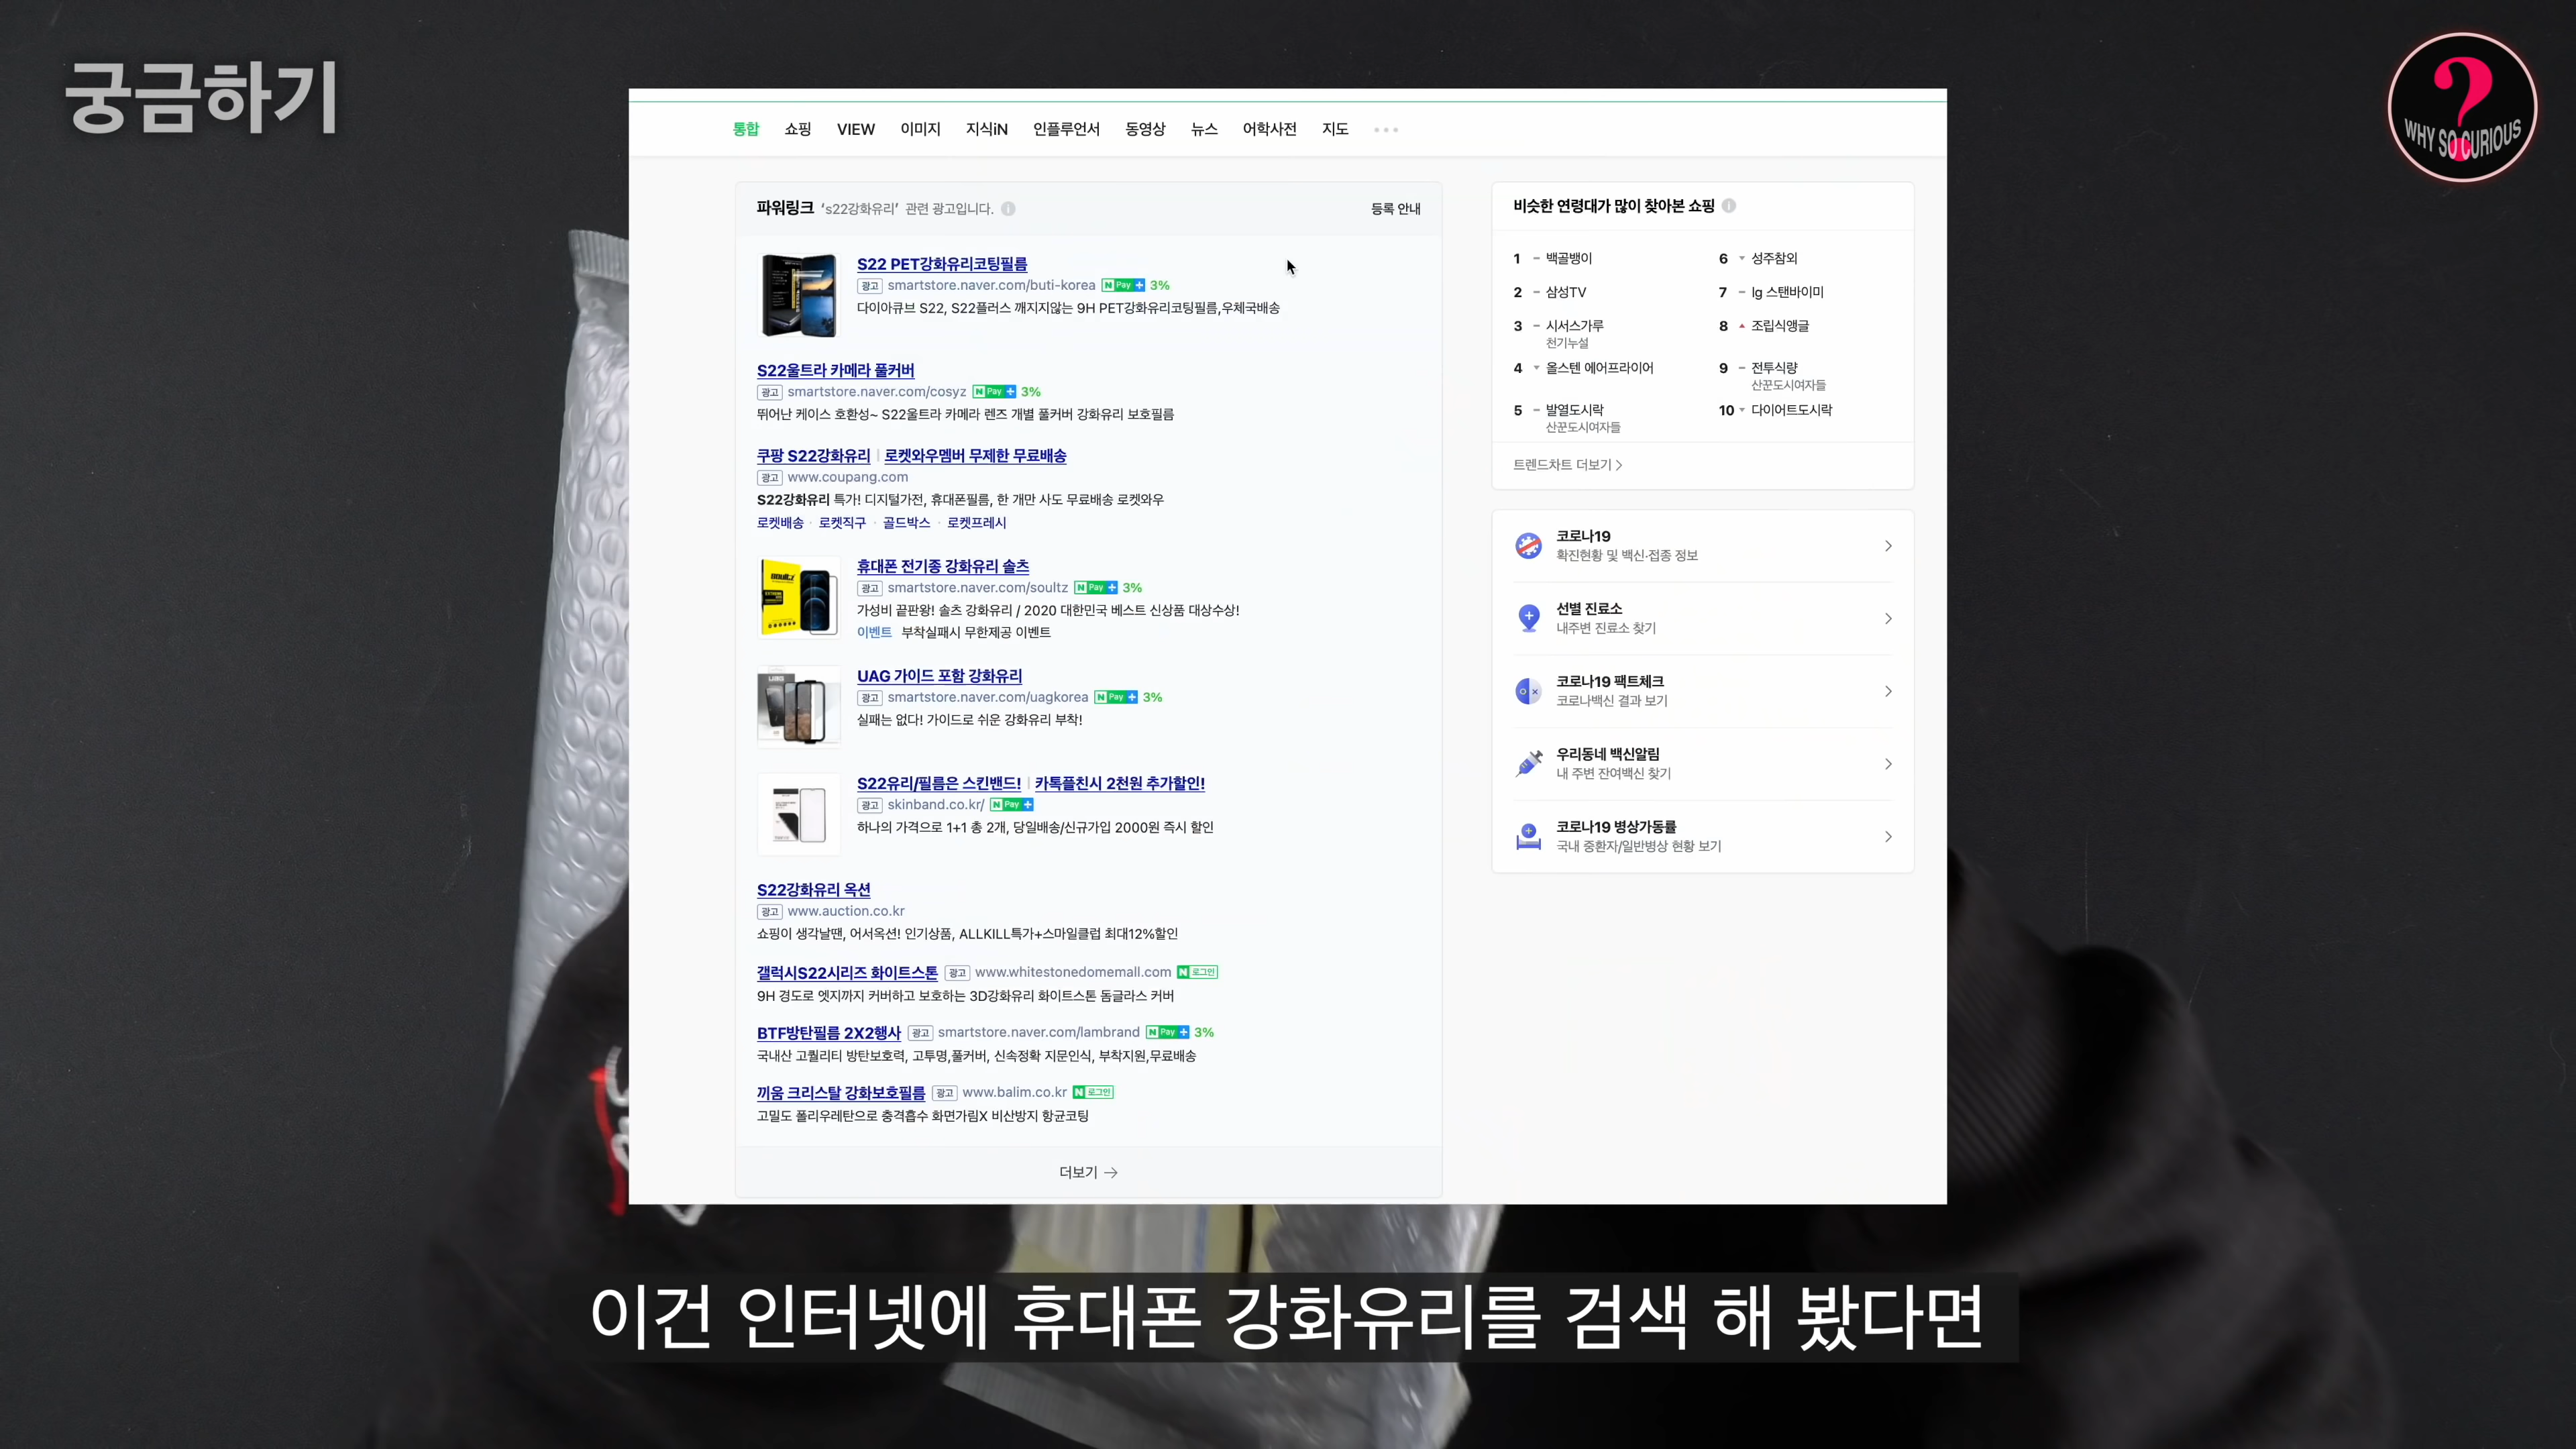 궁금하기
WHY SO CURIOUS
통합 쇼핑 VIEW 이미지 지식iN 인플루언서 동영상 뉴스 어학사전 지도
파워링크 ‘s22강화유리’ 관련 광고입니다. 등록 안내
S22 PET강화유리코팅필름
광고 smartstore.naver.com/buti-korea N Pay + 3%
다이아큐브 S22, S22플러스 깨지지않는 9H PET강화유리코팅필름,우체국배송
S22울트라 카메라 풀커버
광고 smartstore.naver.com/cosyz N Pay + 3%
뛰어난 케이스 호환성~ S22울트라 카메라 렌즈 개별 풀커버 강화유리 보호필름
쿠팡 S22강화유리 | 로켓와우멤버 무제한 무료배송
광고 www.coupang.com
S22강화유리 특가! 디지털가전, 휴대폰필름, 한 개만 사도 무료배송 로켓와우
로켓배송 · 로켓직구 · 골드박스 · 로켓프레시
휴대폰 전기종 강화유리 솔츠
광고 smartstore.naver.com/soultz N Pay + 3%
가성비 끝판왕! 솔츠 강화유리 / 2020 대한민국 베스트 신상품 대상수상!
이벤트 부착실패시 무한제공 이벤트
UAG 가이드 포함 강화유리
광고 smartstore.naver.com/uagkorea N Pay + 3%
실패는 없다! 가이드로 쉬운 강화유리 부착!
S22유리/필름은 스킨밴드! | 카톡플친시 2천원 추가할인!
광고 skinband.co.kr/ N Pay +
하나의 가격으로 1+1 총 2개, 당일배송/신규가입 2000원 즉시 할인
S22강화유리 옥션
광고 www.auction.co.kr
쇼핑이 생각날땐, 어서옥션! 인기상품, ALLKILL특가+스마일클럽 최대12%할인
갤럭시S22시리즈 화이트스톤 광고 www.whitestonedomemall.com N 로그인
9H 경도로 엣지까지 커버하고 보호하는 3D강화유리 화이트스톤 돔글라스 커버
BTF방탄필름 2X2행사 광고 smartstore.naver.com/lambrand N Pay + 3%
국내산 고퀄리티 방탄보호력, 고투명,풀커버, 신속정확 지문인식, 부착지원,무료배송
끼움 크리스탈 강화보호필름 광고 www.balim.co.kr N 로그인
고밀도 폴리우레탄으로 충격흡수 화면가림X 비산방지 항균코팅
더보기
비슷한 연령대가 많이 찾아본 쇼핑
1 백골뱅이
2 삼성TV
3 시서스가루
천기누설
4 올스텐 에어프라이어
5 발열도시락
산꾼도시여자들
6 성주참외
7 lg 스탠바이미
8 조립식앵글
9 전투식량
산꾼도시여자들
10 다이어트도시락
트렌드차트 더보기
코로나19
확진현황 및 백신·접종 정보
선별 진료소
내주변 진료소 찾기
코로나19 팩트체크
코로나백신 결과 보기
우리동네 백신알림
내 주변 잔여백신 찾기
코로나19 병상가동률
국내 중환자/일반병상 현황 보기
이건 인터넷에 휴대폰 강화유리를 검색 해 봤다면